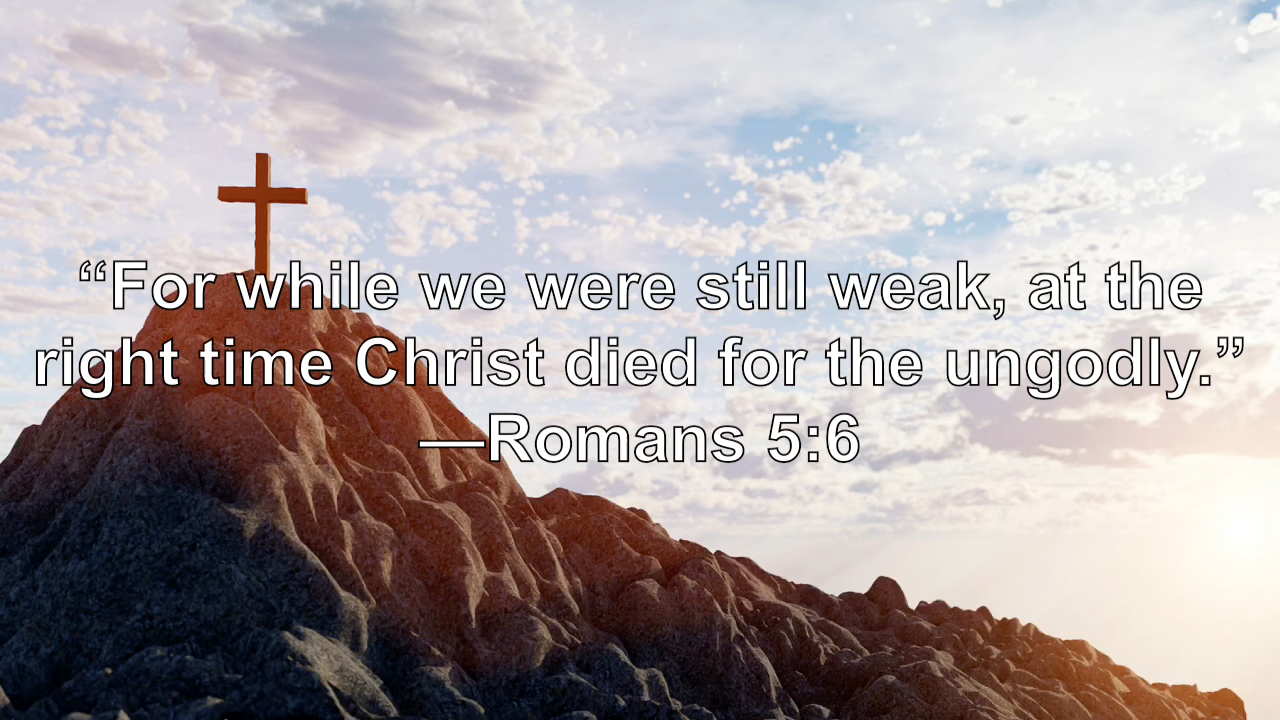 “For while we were still weak, at the
right time Christ died for the ungodly.”
—Romans 5:6